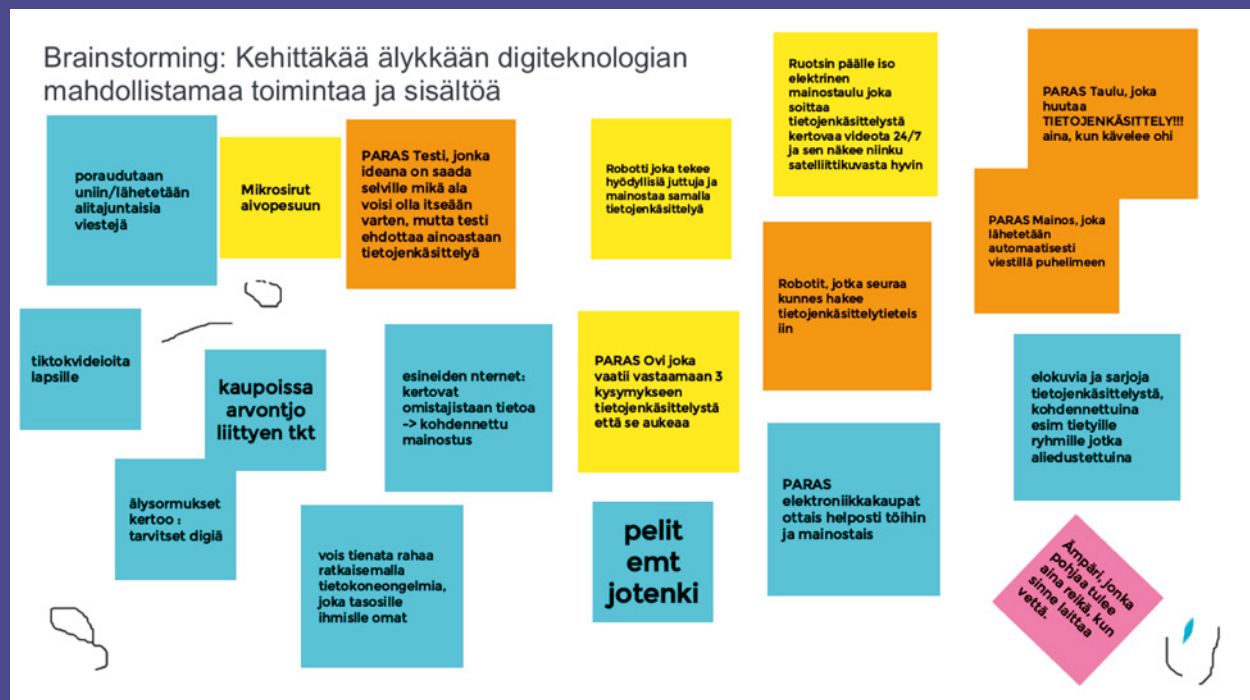 Brainstorming: Kehittäkää älykkään digiteknologian
mahdollistamaa toimintaa ja sisältöä
poraudutaan
uniin/lähetetään
alitajuntaisia
viestejä
Mikrosirut
aivopesuun
PARAS Testi, jonka
ideana on saada
selville mikä ala
voisi olla itseään
varten, mutta testi
ehdottaa ainoastaan
tietojenkäsittelyä
Robotti joka tekee
hyödyllisiä juttuja ja
mainostaa samalla
tietojenkäsittelyä
Ruotsin päälle iso
elektrinen
mainostaulu joka
soittaa
tietojenkäsittelystä
kertovaa videota 24/7
ja sen näkee niinku
satelliittikuvasta hyvin
PARAS Taulu, joka
huutaa
TIETOJENKÄSITTELY!!!
aina, kun kävelee ohi
PARAS Mainos, joka
lähetetään
automaatisesti
viestillä puhelimeen
Robotit, jotka seuraa
kunnes hakee
tietojenkäsittelytieteis
iin
tiktokvideioita
lapsille
kaupoissa
arvontjo
liittyen tkt
esineiden nternet:
kertovat
omistajistaan tietoa
-> kohdennettu
mainostus
PARAS Ovi joka
vaatii vastaamaan 3
kysymykseen
tietojenkäsittelystä
että se aukeaa
elokuvia ja sarjoja
tietojenkäsittelystä,
kohdennettuina
esim tietyille
ryhmille jotka
aliedustettuina
älysormukset
kertoo :
tarvitset digiä
vois tienata rahaa
ratkaisemalla
tietokoneongelmia,
joka tasosille
ihmislle omat
pelit
emt
jotenki
PARAS
elektroniikkakaupat
ottais helposti töihin
ja mainostais
Ämpäri, jonka
pohjaa tulee
aina reikä, kun
sinne laittaa
vettä.